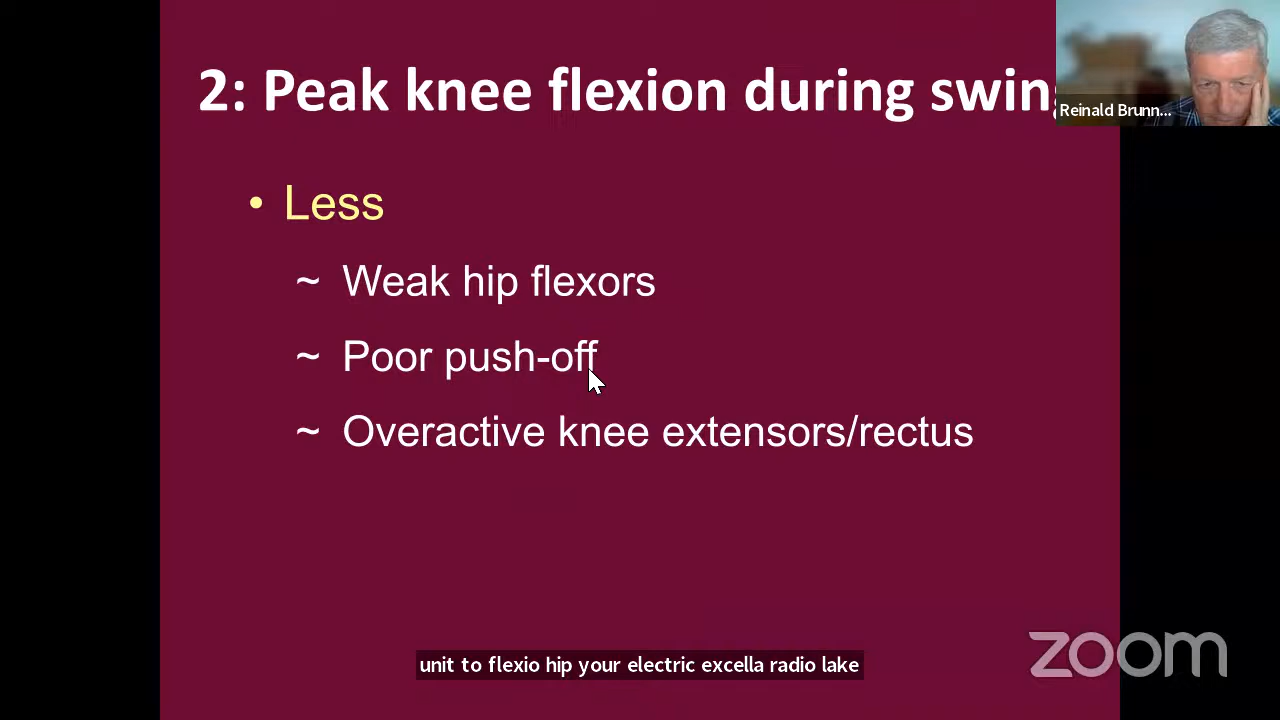 2: Peak knee flexion during swing
Reinald Brunn...
• Less
~ Weak hip flexors
~ Poor push-off
~ Overactive knee extensors/rectus
unit to flexio hip your electric excella radio lake
zoom